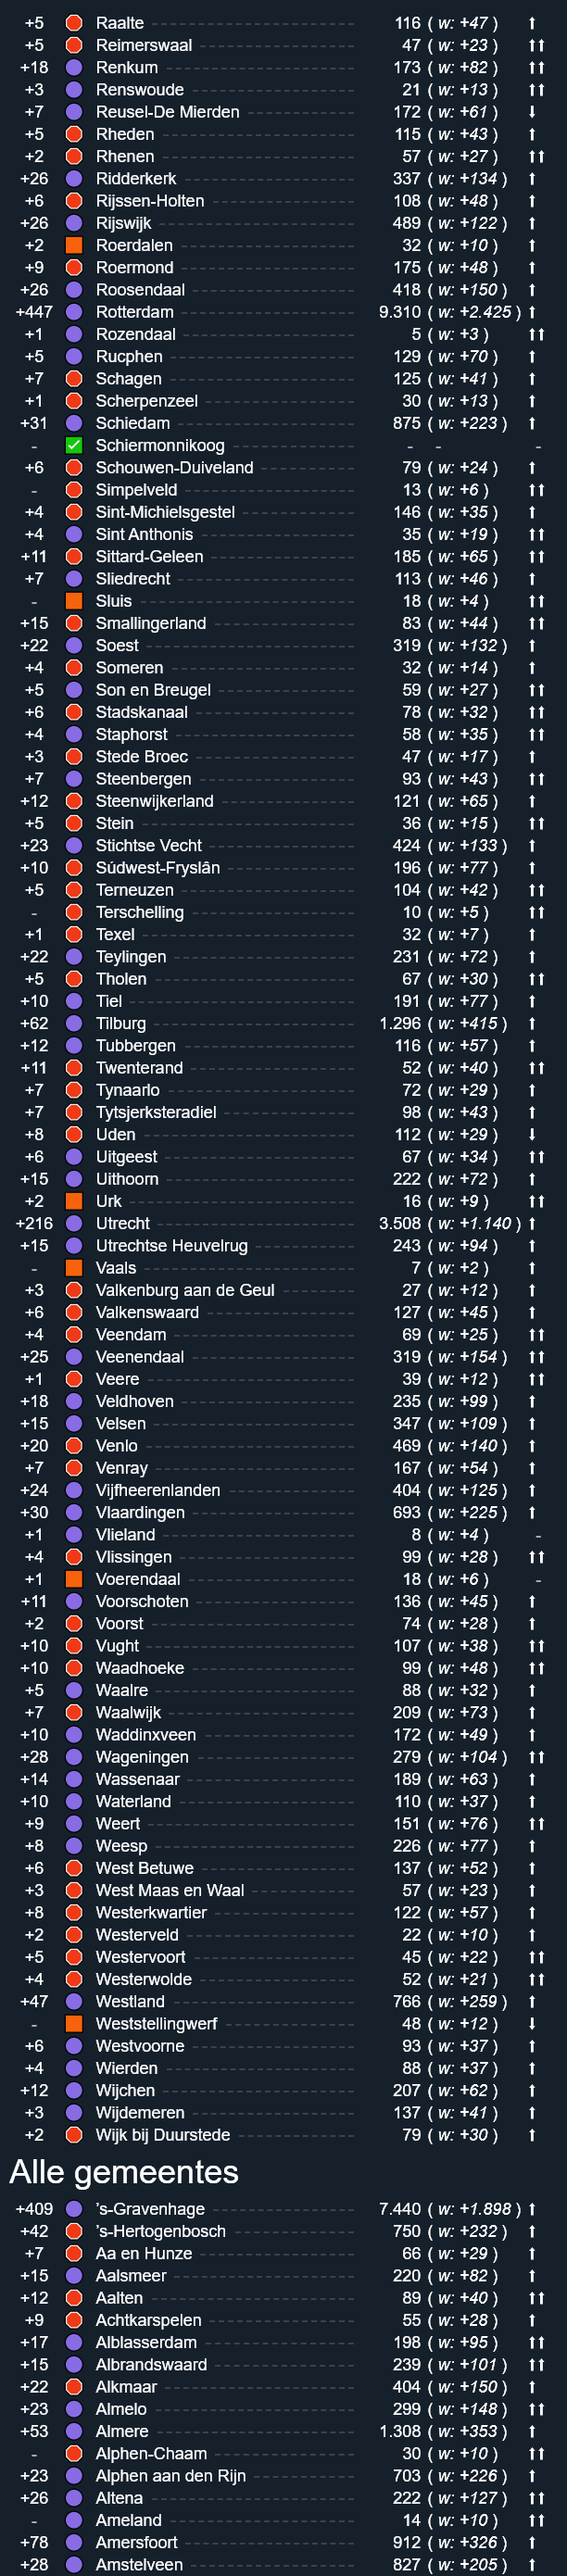 +5 Raalte 116 ( w: +47 ) ⬆
+5 Reimerswaal 47 ( w: +23 ) ⬆⬆
+18 Renkum 173 ( w: +82 ) ⬆⬆
+3 Renswoude 21 ( w: +13 ) ⬆⬆
+7 Reusel-De Mierden 172 ( w: +61 ) ⬇
+5 Rheden 115 ( w: +43 ) ⬆
+2 Rhenen 57 ( w: +27 ) ⬆⬆
+26 Ridderkerk 337 ( w: +134 ) ⬆
+6 Rijssen-Holten 108 ( w: +48 ) ⬆
+26 Rijswijk 489 ( w: +122 ) ⬆
+2 Roerdalen 32 ( w: +10 ) ⬆
+9 Roermond 175 ( w: +48 ) ⬆
+26 Roosendaal 418 ( w: +150 ) ⬆
+447 Rotterdam 9.310 ( w: +2.425 ) ⬆
+1 Rozendaal 5 ( w: +3 ) ⬆⬆
+5 Rucphen 129 ( w: +70 ) ⬆
+7 Schagen 125 ( w: +41 ) ⬆
+1 Scherpenzeel 30 ( w: +13 ) ⬆
+31 Schiedam 875 ( w: +223 ) ⬆
- Schiermonnikoog - - -
+6 Schouwen-Duiveland 79 ( w: +24 ) ⬆
- Simpelveld 13 ( w: +6 ) ⬆⬆
+4 Sint-Michielsgestel 146 ( w: +35 ) ⬆
+4 Sint Anthonis 35 ( w: +19 ) ⬆⬆
+11 Sittard-Geleen 185 ( w: +65 ) ⬆⬆
+7 Sliedrecht 113 ( w: +46 ) ⬆
- Sluis 18 ( w: +4 ) ⬆⬆
+15 Smallingerland 83 ( w: +44 ) ⬆⬆
+22 Soest 319 ( w: +132 ) ⬆
+4 Someren 32 ( w: +14 ) ⬆
+5 Son en Breugel 59 ( w: +27 ) ⬆⬆
+6 Stadskanaal 78 ( w: +32 ) ⬆⬆
+4 Staphorst 58 ( w: +35 ) ⬆⬆
+3 Stede Broec 47 ( w: +17 ) ⬆
+7 Steenbergen 93 ( w: +43 ) ⬆⬆
+12 Steenwijkerland 121 ( w: +65 ) ⬆
+5 Stein 36 ( w: +15 ) ⬆⬆
+23 Stichtse Vecht 424 ( w: +133 ) ⬆
+10 Súdwest-Fryslân 196 ( w: +77 ) ⬆
+5 Terneuzen 104 ( w: +42 ) ⬆⬆
- Terschelling 10 ( w: +5 ) ⬆⬆
+1 Texel 32 ( w: +7 ) ⬆
+22 Teylingen 231 ( w: +72 ) ⬆
+5 Tholen 67 ( w: +30 ) ⬆⬆
+10 Tiel 191 ( w: +77 ) ⬆
+62 Tilburg 1.296 ( w: +415 ) ⬆
+12 Tubbergen 116 ( w: +57 ) ⬆
+11 Twenterand 52 ( w: +40 ) ⬆⬆
+7 Tynaarlo 72 ( w: +29 ) ⬆
+7 Tytsjerksteradiel 98 ( w: +43 ) ⬆
+8 Uden 112 ( w: +29 ) ⬇
+6 Uitgeest 67 ( w: +34 ) ⬆⬆
+15 Uithoorn 222 ( w: +72 ) ⬆
+2 Urk 16 ( w: +9 ) ⬆⬆
+216 Utrecht 3.508 ( w: +1.140 ) ⬆
+15 Utrechtse Heuvelrug 243 ( w: +94 ) ⬆
- Vaals 7 ( w: +2 ) ⬆
+3 Valkenburg aan de Geul 27 ( w: +12 ) ⬆
+6 Valkenswaard 127 ( w: +45 ) ⬆
+4 Veendam 69 ( w: +25 ) ⬆⬆
+25 Veenendaal 319 ( w: +154 ) ⬆⬆
+1 Veere 39 ( w: +12 ) ⬆⬆
+18 Veldhoven 235 ( w: +99 ) ⬆
+15 Velsen 347 ( w: +109 ) ⬆
+20 Venlo 469 ( w: +140 ) ⬆
+7 Venray 167 ( w: +54 ) ⬆
+24 Vijfheerenlanden 404 ( w: +125 ) ⬆
+30 Vlaardingen 693 ( w: +225 ) ⬆
+1 Vlieland 8 ( w: +4 ) -
+4 Vlissingen 99 ( w: +28 ) ⬆⬆
+1 Voerendaal 18 ( w: +6 ) -
+11 Voorschoten 136 ( w: +45 ) ⬆
+2 Voorst 74 ( w: +28 ) ⬆
+10 Vught 107 ( w: +38 ) ⬆⬆
+10 Waadhoeke 99 ( w: +48 ) ⬆⬆
+5 Waalre 88 ( w: +32 ) ⬆
+7 Waalwijk 209 ( w: +73 ) ⬆
+10 Waddinxveen 172 ( w: +49 ) ⬆
+28 Wageningen 279 ( w: +104 ) ⬆⬆
+14 Wassenaar 189 ( w: +63 ) ⬆
+10 Waterland 110 ( w: +37 ) ⬆
+9 Weert 151 ( w: +76 ) ⬆⬆
+8 Weesp 226 ( w: +77 ) ⬆
+6 West Betuwe 137 ( w: +52 ) ⬆
+3 West Maas en Waal 57 ( w: +23 ) ⬆
+8 Westerkwartier 122 ( w: +57 ) ⬆
+2 Westerveld 22 ( w: +10 ) ⬆
+5 Westervoort 45 ( w: +22 ) ⬆⬆
+4 Westerwolde 52 ( w: +21 ) ⬆⬆
+47 Westland 766 ( w: +259 ) ⬆
- Weststellingwerf 48 ( w: +12 ) ⬇
+6 Westvoorne 93 ( w: +37 ) ⬆
+4 Wierden 88 ( w: +37 ) ⬆
+12 Wijchen 207 ( w: +62 ) ⬆
+3 Wijdemeren 137 ( w: +41 ) ⬆
+2 Wijk bij Duurstede 79 ( w: +30 ) ⬆
Alle gemeentes
+409 's-Gravenhage 7.440 ( w: +1.898 ) ⬆
+42 's-Hertogenbosch 750 ( w: +232 ) ⬆
+7 Aa en Hunze 66 ( w: +29 ) ⬆
+15 Aalsmeer 220 ( w: +82 ) ⬆
+12 Aalten 89 ( w: +40 ) ⬆⬆
+9 Achtkarspelen 55 ( w: +28 ) ⬆
+17 Alblasserdam 198 ( w: +95 ) ⬆⬆
+15 Albrandswaard 239 ( w: +101 ) ⬆⬆
+22 Alkmaar 404 ( w: +150 ) ⬆
+23 Almelo 299 ( w: +148 ) ⬆⬆
+53 Almere 1.308 ( w: +353 ) ⬆
- Alphen-Chaam 30 ( w: +10 ) ⬆⬆
+23 Alphen aan den Rijn 703 ( w: +226 ) ⬆
+26 Altena 222 ( w: +127 ) ⬆⬆
- Ameland 14 ( w: +10 ) ⬆⬆
+78 Amersfoort 912 ( w: +326 ) ⬆
+28 Amstelveen 827 ( w: +205 ) ⬆